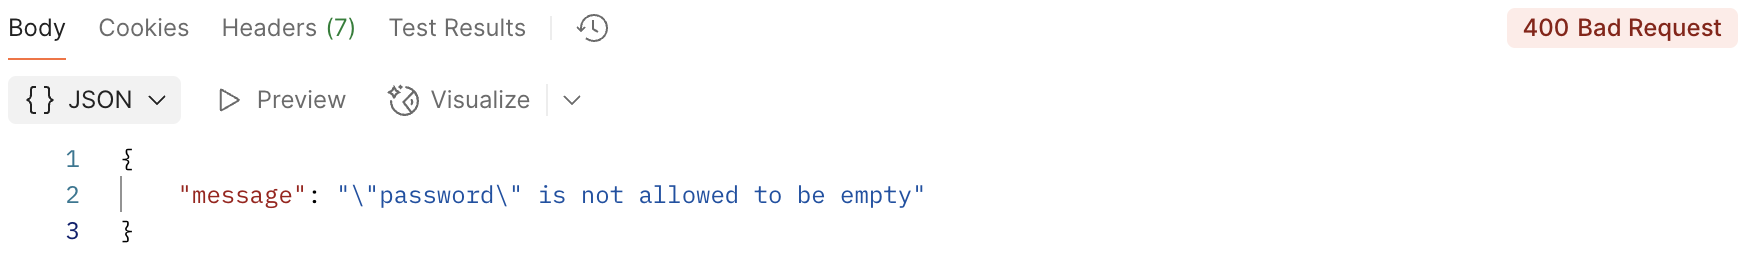 Body Cookies Headers (7) Test Results 400 Bad Request
{} JSON Preview Visualize
1 {
2 "message": "\"password\" is not allowed to be empty"
3 }